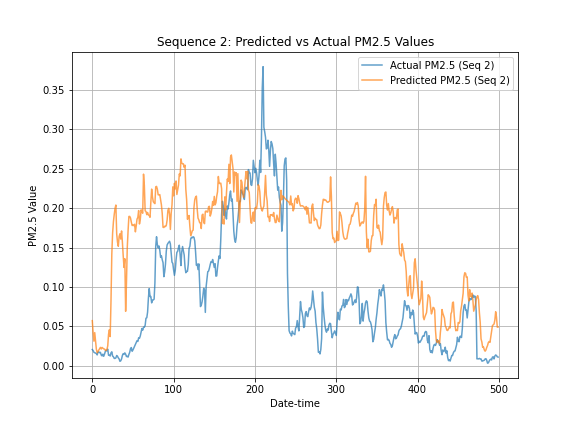 Sequence 2: Predicted vs Actual PM2.5 Values
Actual PM2.5 (Seq 2)
Predicted PM2.5 (Seq 2)
PM2.5 Value
0.35
0.30
0.25
0.20
0.15
0.10
0.05
0.00
0 100 200 300 400 500
Date-time